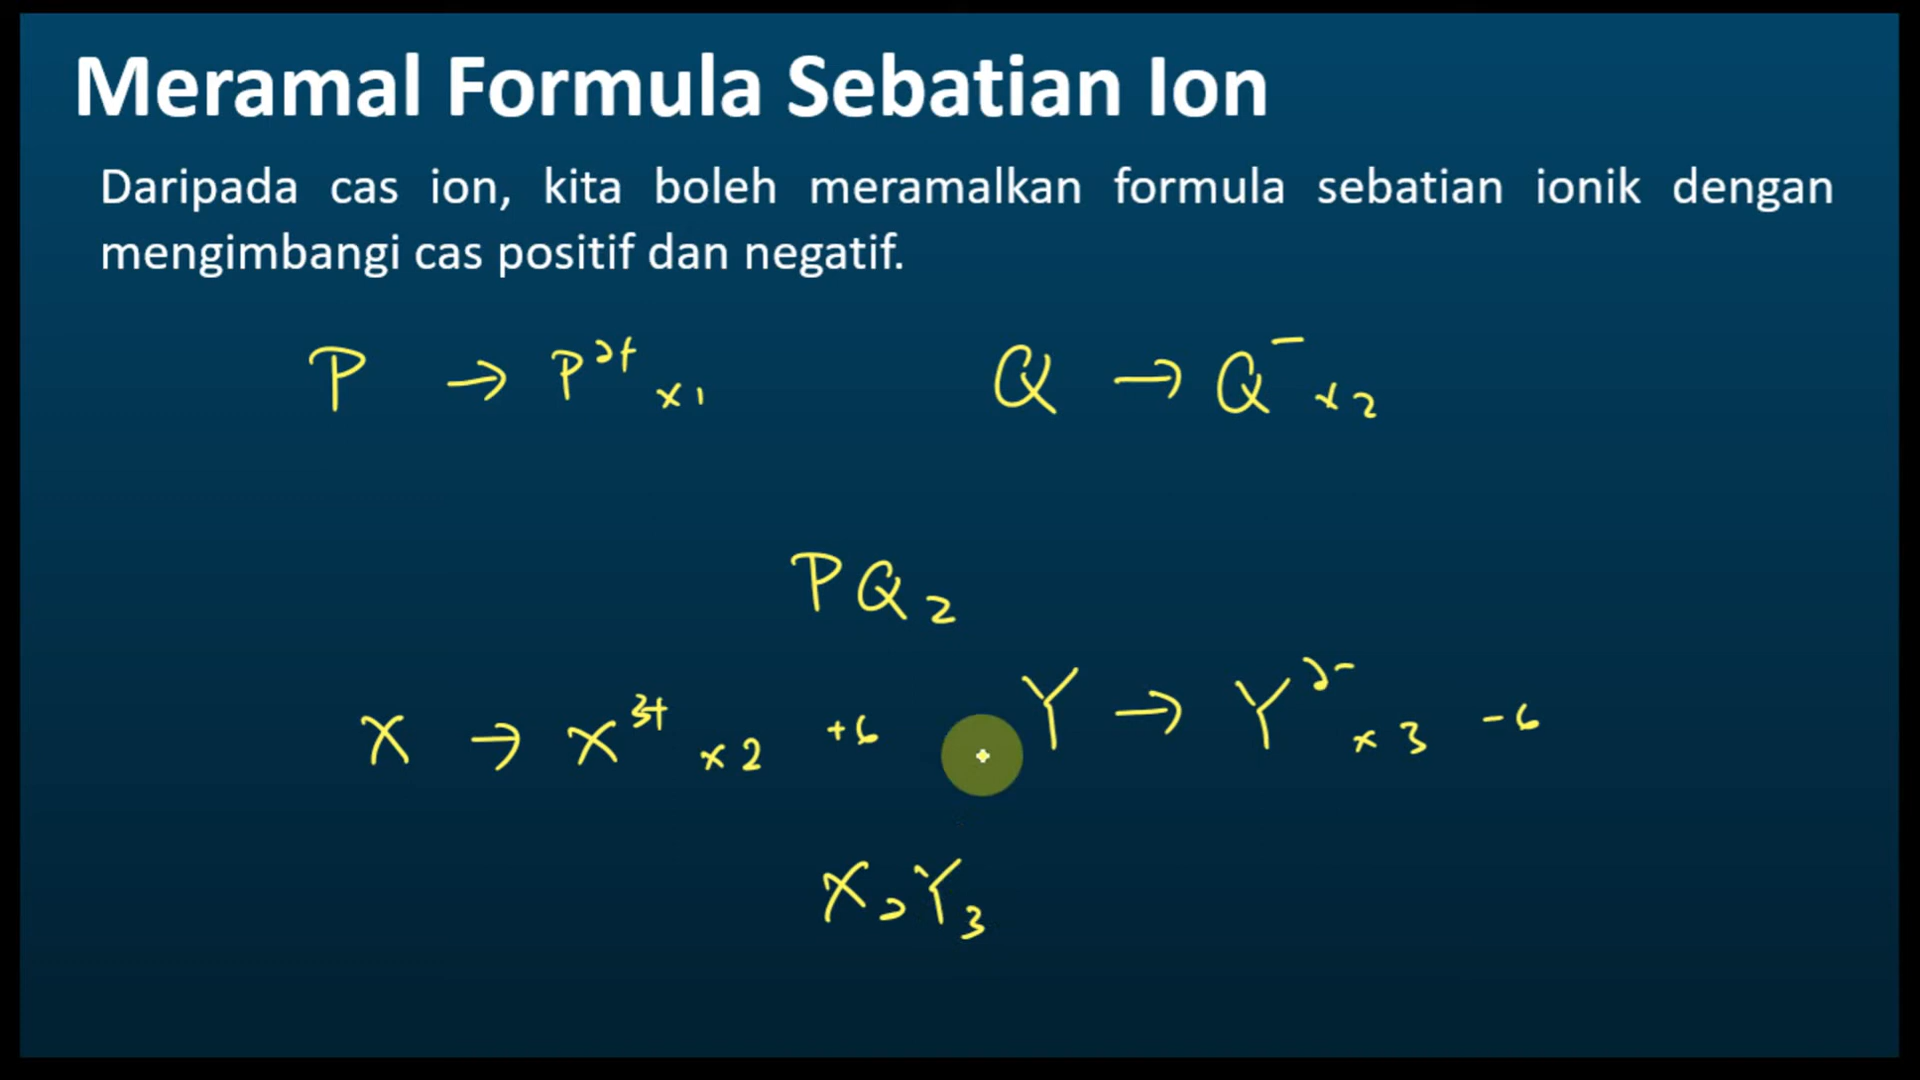 Meramal Formula Sebatian Ion
Daripada cas ion, kita boleh meramalkan formula sebatian ionik dengan
mengimbangi cas positif dan negatif.
P → P²⁺ x1 Q → Q⁻ x2
PQ₂
X → X³⁺ x2 +6 Y → Y²⁻ x3 -6
X₂Y₃